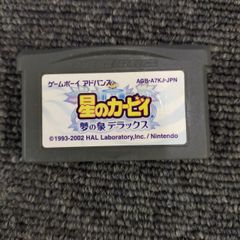 ゲームボーイ アドバンス
AGB-A7KJ-JPN
星のカービィ
夢の泉 デラックス
©1993-2002 HAL Laboratory,Inc./ Nintendo